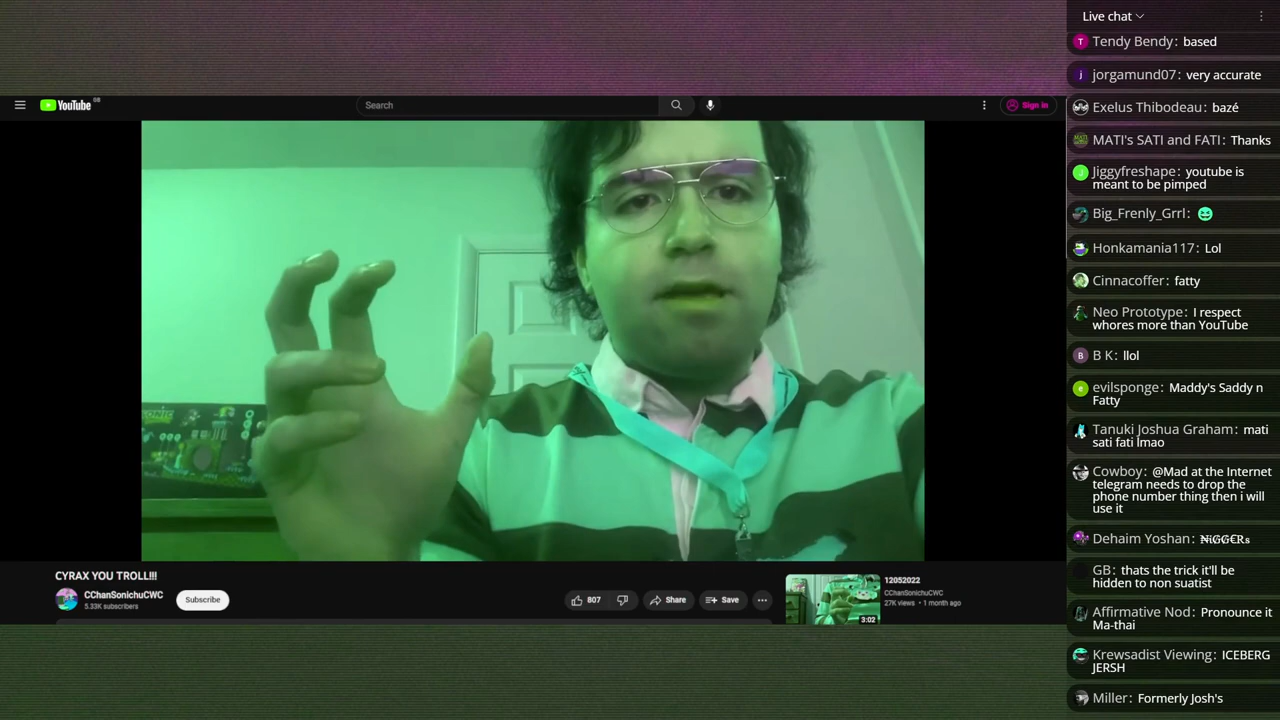 Live chat
Tendy Bendy: based
jorgamund07: very accurate
YouTube GB
Search
Sign in
Exelus Thibodeau: bazé
MATI's SATI and FATI: Thanks
Jiggyfreshape: youtube is
meant to be pimped
Big_Frenly_Grrl:
Honkamania117: Lol
Cinnacoffer: fatty
Neo Prototype: I respect
whores more than YouTube
B K: llol
evilsponge: Maddy's Saddy n
Fatty
Tanuki Joshua Graham: mati
sati fati lmao
Cowboy: @Mad at the Internet
telegram needs to drop the
phone number thing then i will
use it
Dehaim Yoshan: ₦iGG€Rs
GB: thats the trick it'll be
hidden to non suatist
Affirmative Nod: Pronounce it
Ma-thai
Krewsadist Viewing: ICEBERG
JERSH
Miller: Formerly Josh's
SONIC
CYRAX YOU TROLL!!!
CChanSonichuCWC
5.33K subscribers
Subscribe
807
Share
Save
3:02
12052022
CChanSonichuCWC
27K views • 1 month ago